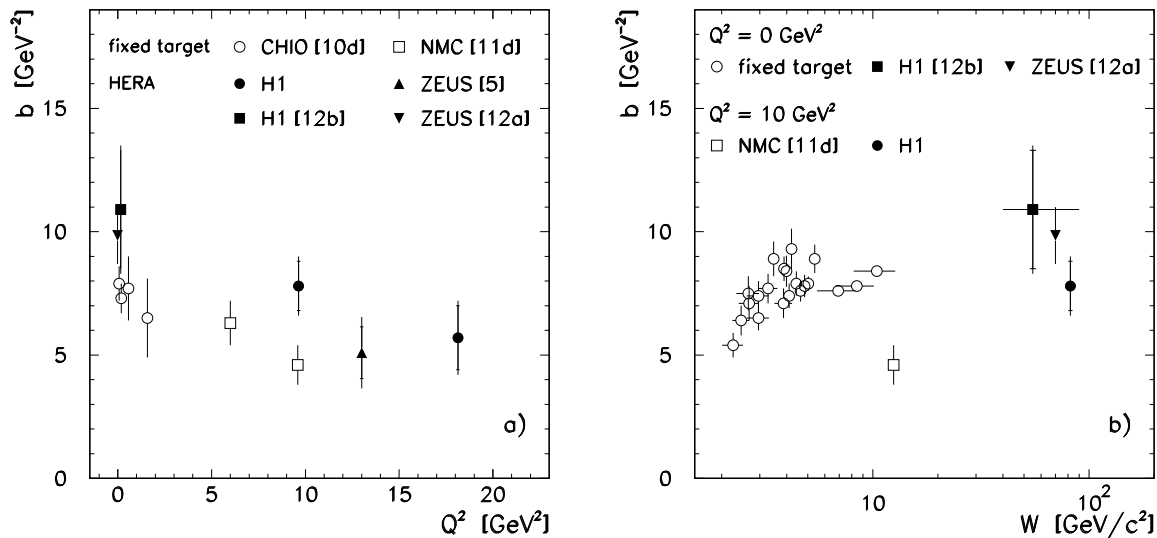 b [GeV⁻²]
fixed target ○ CHIO [10d] □ NMC [11d]
HERA ● H1 ▲ ZEUS [5]
■ H1 [12b] ▼ ZEUS [12a]
15
10
5
0
a)
0 5 10 15 20
Q² [GeV²]
b [GeV⁻²]
Q² = 0 GeV²
○ fixed target ■ H1 [12b] ▼ ZEUS [12a]
Q² = 10 GeV²
□ NMC [11d] ● H1
15
10
5
0
b)
10 10²
W [GeV/c²]